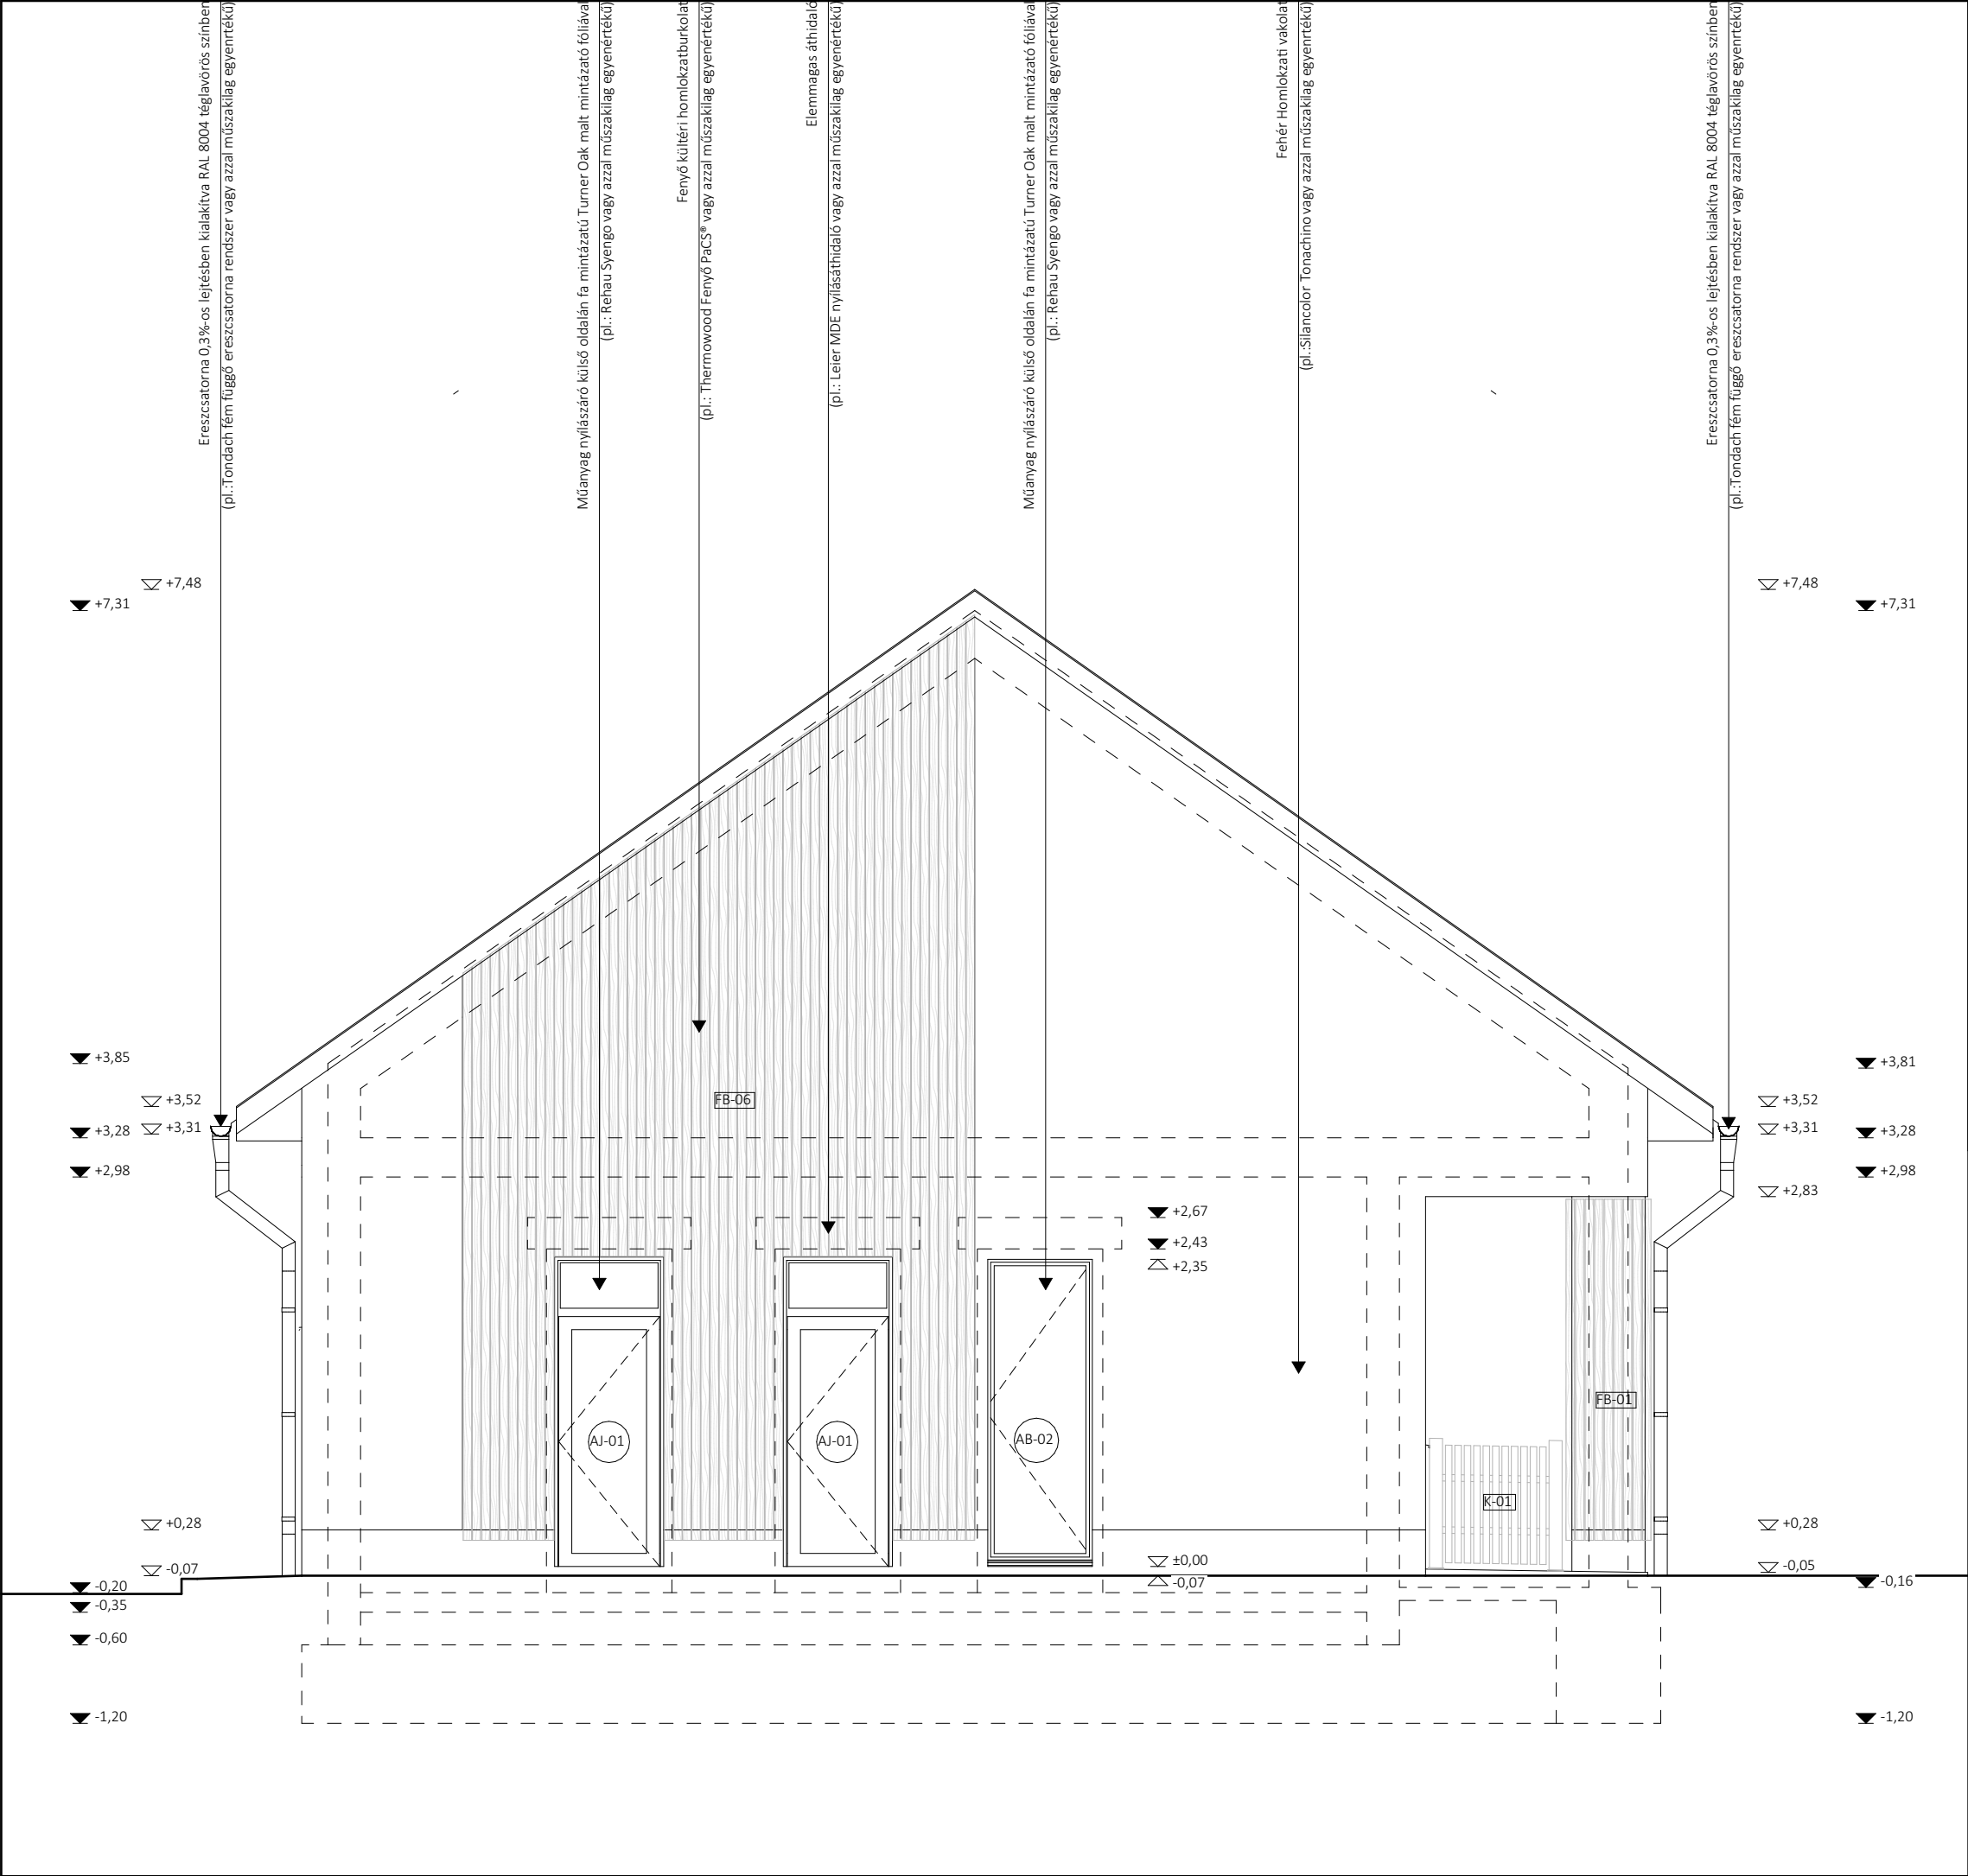 Ereszcsatorna 0,3%-os lejtésben kialakítva RAL 8004 téglavörös színben
(pl.:Tondach fém függő ereszcsatorna rendszer vagy azzal műszakilag egyenrtékű)
Műanyag nyílászáró külső oldalán fa mintázatú Turner Oak malt mintázató fóliával
(pl.: Rehau Syengo vagy azzal műszakilag egyenértékű)
Fenyő kültéri homlokzatburkolat
(pl.: Thermowood Fenyő PaCS® vagy azzal műszakilag egyenértékű)
Elemmagas áthidaló
(pl.: Leier MDE nyílásáthidaló vagy azzal műszakilag egyenértékű)
Műanyag nyílászáró külső oldalán fa mintázatú Turner Oak malt mintázató fóliával
(pl.: Rehau Syengo vagy azzal műszakilag egyenértékű)
Fehér Homlokzati vakolat
(pl.:Silancolor Tonachino vagy azzal műszakilag egyenrtékű)
Ereszcsatorna 0,3%-os lejtésben kialakítva RAL 8004 téglavörös színben
(pl.:Tondach fém függő ereszcsatorna rendszer vagy azzal műszakilag egyenrtékű)
+7,48
+7,31
+7,48
+7,31
+3,85
+3,52
+3,31
+3,28
+2,98
+3,81
+3,52
+3,31
+3,28
+2,98
+2,83
FB-06
+2,67
+2,43
+2,35
FB-01
AJ-01
AJ-01
AB-02
K-01
+0,28
-0,07
-0,20
-0,35
-0,60
-1,20
±0,00
-0,07
+0,28
-0,05
-0,16
-1,20